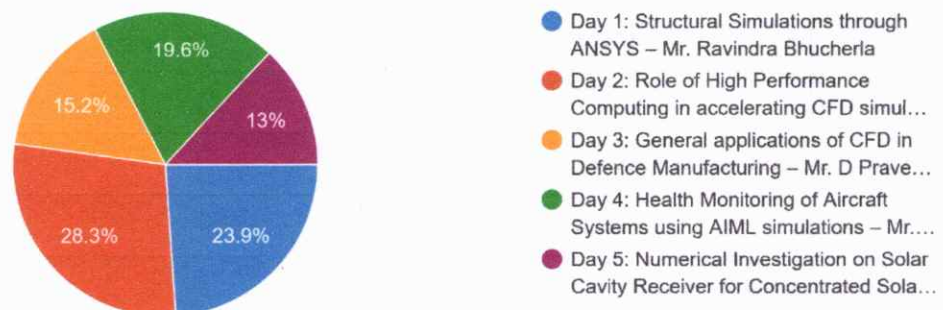 19.6%
15.2%
13%
28.3%
23.9%
Day 1: Structural Simulations through
ANSYS – Mr. Ravindra Bhucherla
Day 2: Role of High Performance
Computing in accelerating CFD simul...
Day 3: General applications of CFD in
Defence Manufacturing – Mr. D Prave...
Day 4: Health Monitoring of Aircraft
Systems using AIML simulations – Mr....
Day 5: Numerical Investigation on Solar
Cavity Receiver for Concentrated Sola...